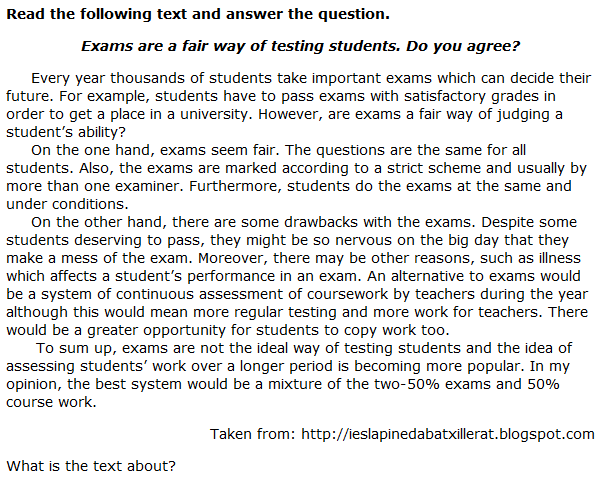 Read the following text and answer the question.
Exams are a fair way of testing students. Do you agree?
Every year thousands of students take important exams which can decide their
future. For example, students have to pass exams with satisfactory grades in
order to get a place in a university. However, are exams a fair way of judging a
student's ability?
On the one hand, exams seem fair. The questions are the same for all
students. Also, the exams are marked according to a strict scheme and usually by
more than one examiner. Furthermore, students do the exams at the same and
under conditions.
On the other hand, there are some drawbacks with the exams. Despite some
students deserving to pass, they might be so nervous on the big day that they
make a mess of the exam. Moreover, there may be other reasons, such as illness
which affects a student's performance in an exam. An alternative to exams would
be a system of continuous assessment of coursework by teachers during the year
although this would mean more regular testing and more work for teachers. There
would be a greater opportunity for students to copy work too.
To sum up, exams are not the ideal way of testing students and the idea of
assessing students' work over a longer period is becoming more popular. In my
opinion, the best system would be a mixture of the two-50% exams and 50%
course work.
Taken from: http://ieslapinedabatxillerat.blogspot.com
What is the text about?